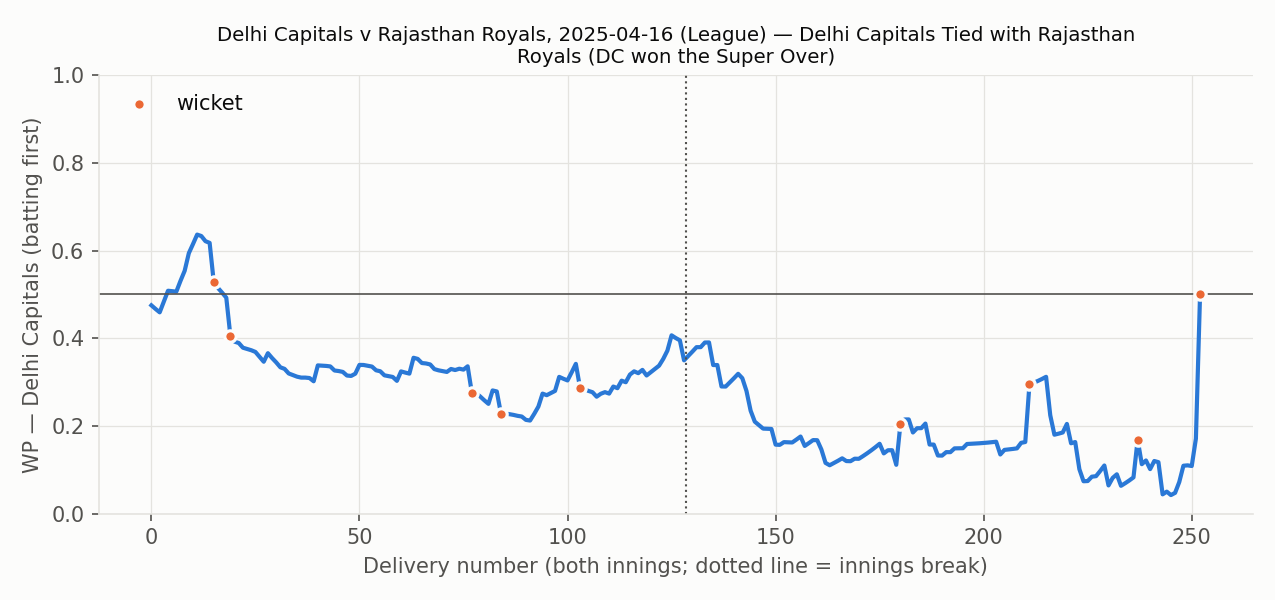 Delhi Capitals v Rajasthan Royals, 2025-04-16 (League) — Delhi Capitals Tied with Rajasthan
Royals (DC won the Super Over)
wicket
WP — Delhi Capitals (batting first)
1.0
0.8
0.6
0.4
0.2
0.0
0 50 100 150 200 250
Delivery number (both innings; dotted line = innings break)